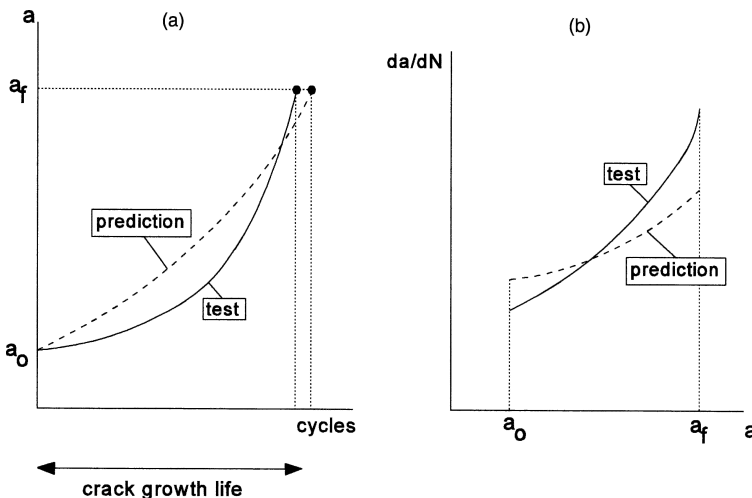 (a)
a
a_f
prediction
test
a_o
cycles
crack growth life
(b)
da/dN
test
prediction
a_o
a_f
a